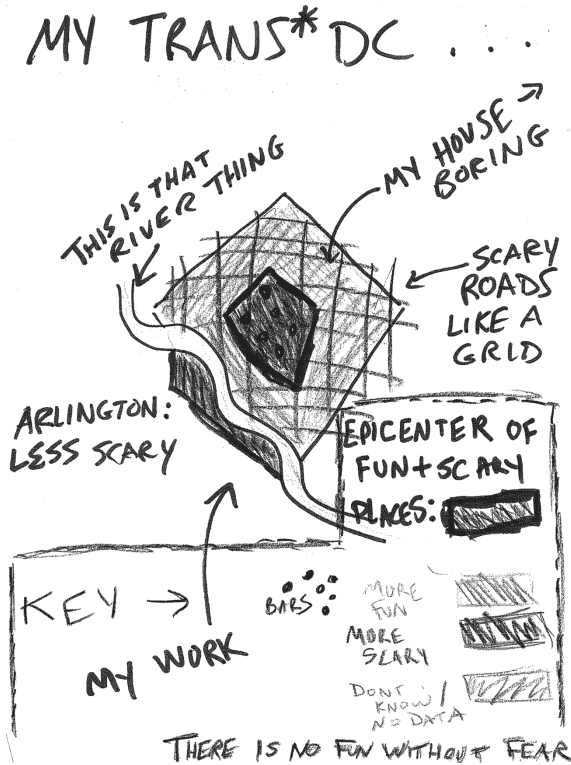 MY TRANS* DC . . .
MY HOUSE →
BORING
THIS IS THAT
RIVER THING
SCARY
ROADS
LIKE A
GRID
ARLINGTON:
LESS SCARY
EPICENTER OF
FUN + SCARY
PLACES:
KEY →
BARS
MORE
FUN
MORE
SCARY
DONT
KNOW /
NO DATA
MY WORK
THERE IS NO FUN WITHOUT FEAR